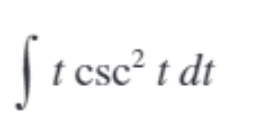 ∫ t csc² t dt